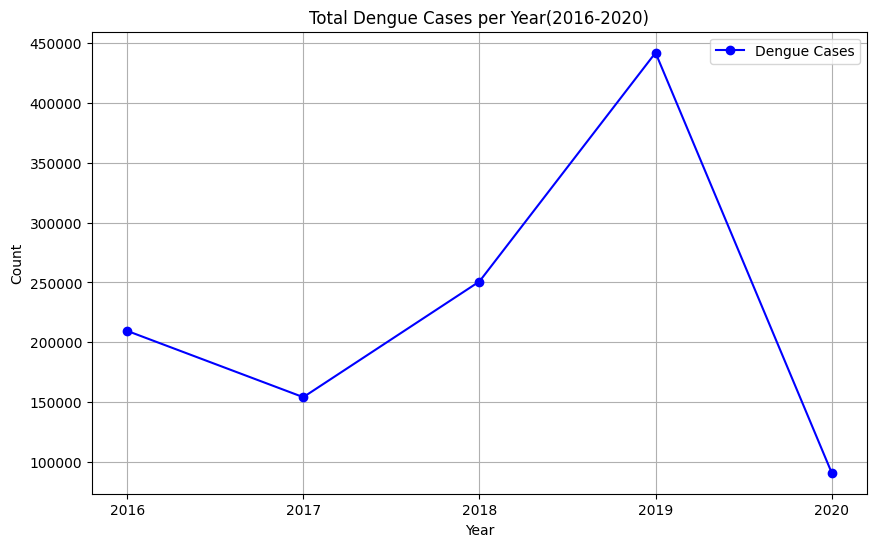 Total Dengue Cases per Year(2016-2020)
Dengue Cases
450000
400000
350000
300000
250000
200000
150000
100000
Count
2016 2017 2018 2019 2020
Year